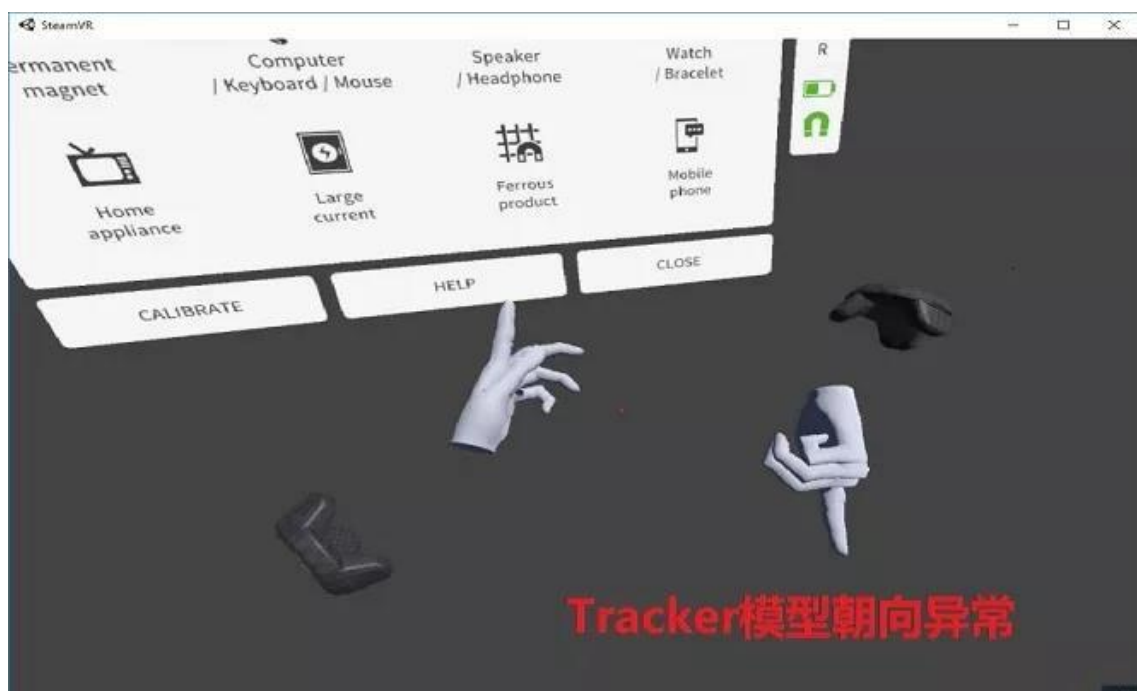 SteamVR
ermanent
magnet
Computer
/ Keyboard / Mouse
Speaker
/ Headphone
Watch
/ Bracelet
R
Home
appliance
Large
current
Ferrous
product
Mobile
phone
CALIBRATE
HELP
CLOSE
Tracker模型朝向异常